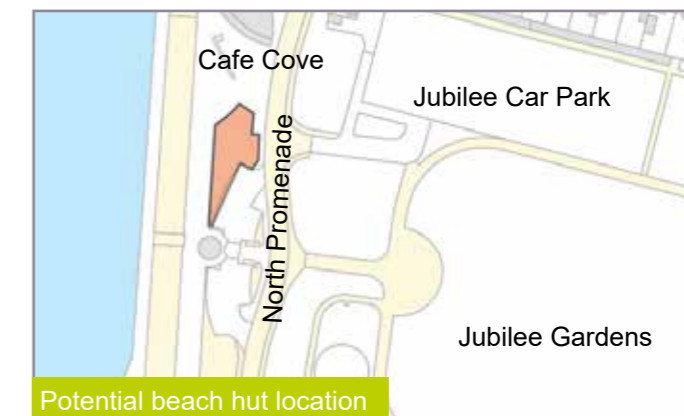 Cafe Cove
Jubilee Car Park
North Promenade
Jubilee Gardens
Potential beach hut location